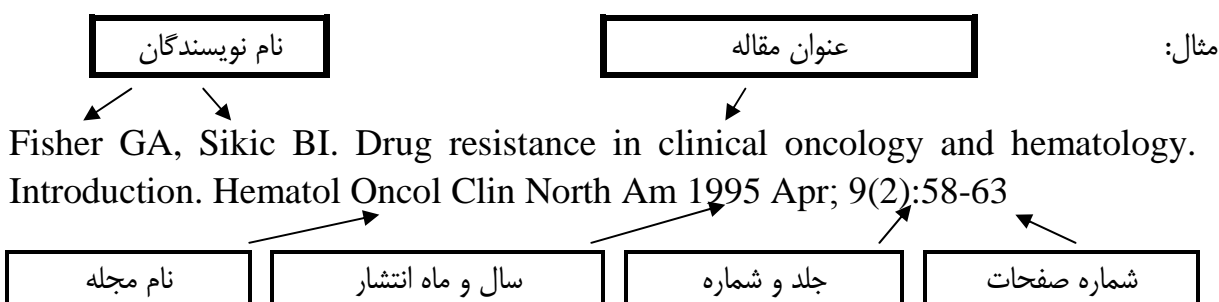 مثال:
عنوان مقاله
نام نویسندگان
Fisher GA, Sikic BI. Drug resistance in clinical oncology and hematology.
Introduction. Hematol Oncol Clin North Am 1995 Apr; 9(2):58-63
نام مجله
سال و ماه انتشار
جلد و شماره
شماره صفحات